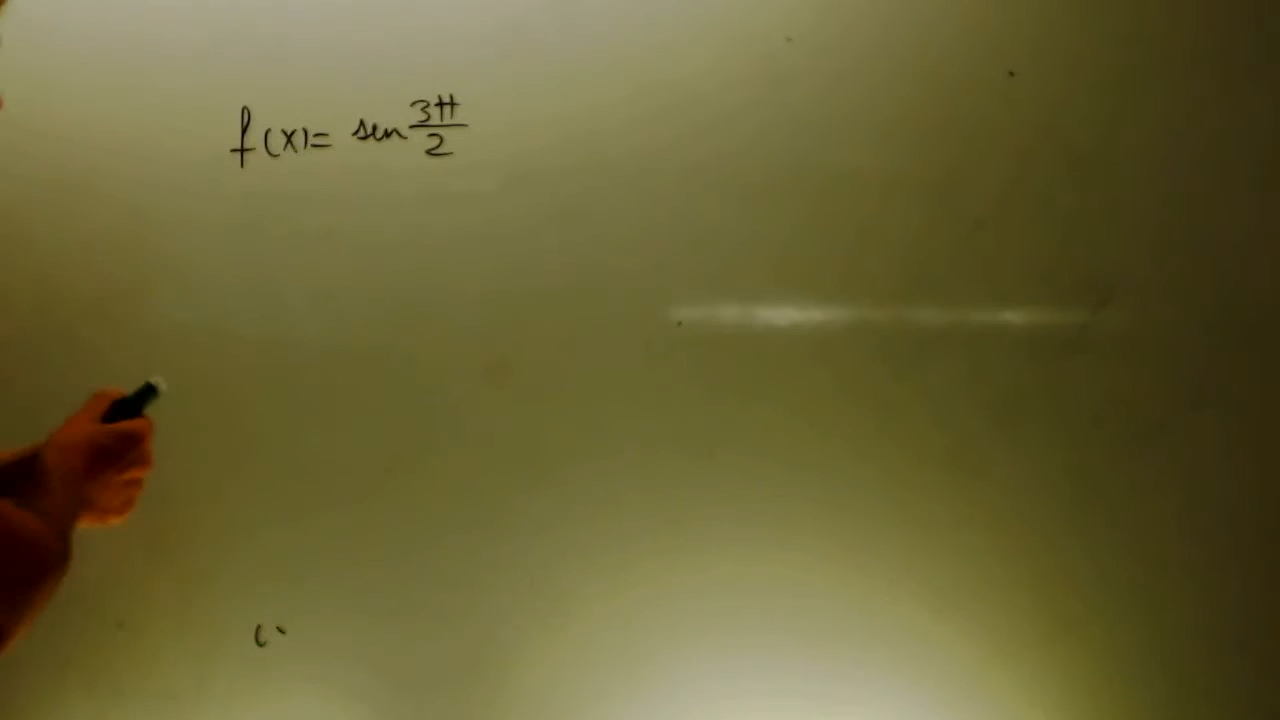 f(x)= sen 3π/2